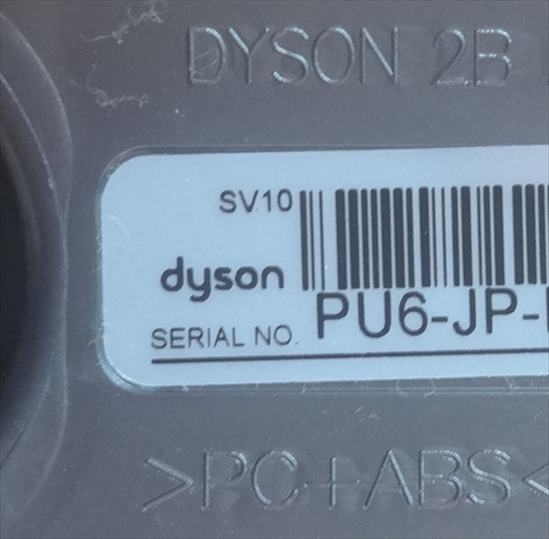 DYSON 2B
SV10
dyson
SERIAL NO. PU6-JP-
>PC+ABS<